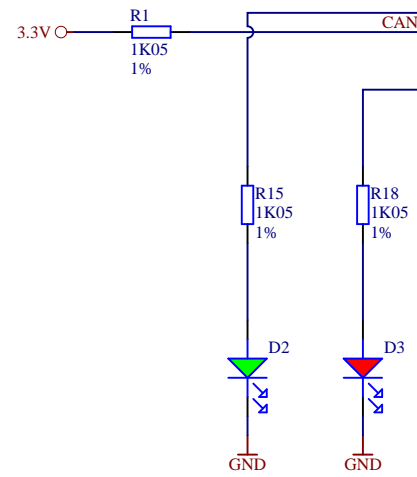 R1
CAN
3.3V
1K05
1%
R15
1K05
1%
R18
1K05
1%
D2
D3
GND
GND